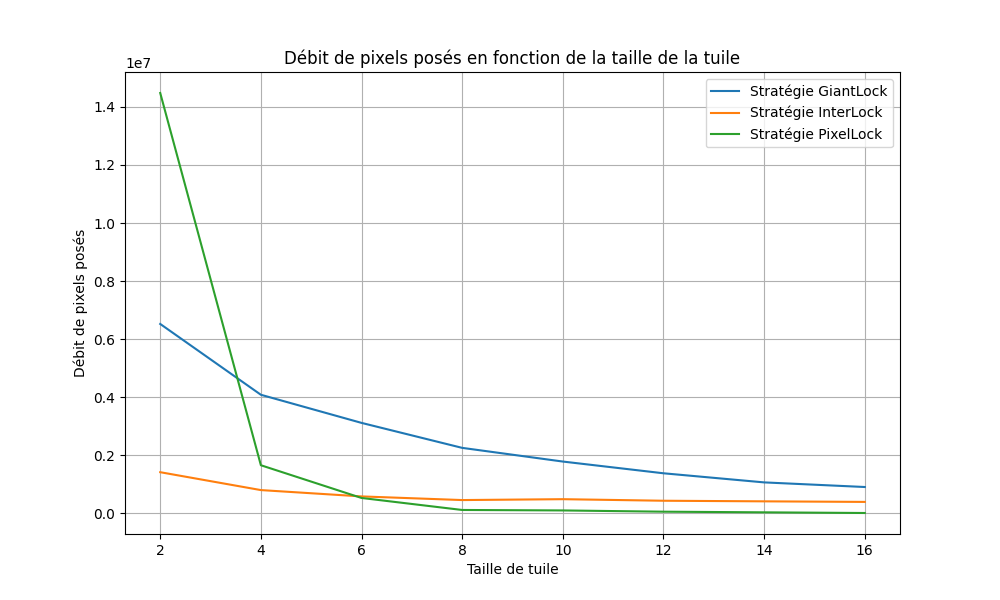 Débit de pixels posés en fonction de la taille de la tuile
1e7
Stratégie GiantLock
Stratégie InterLock
Stratégie PixelLock
1.4
1.2
1.0
0.8
0.6
0.4
0.2
0.0
Débit de pixels posés
2 4 6 8 10 12 14 16
Taille de tuile